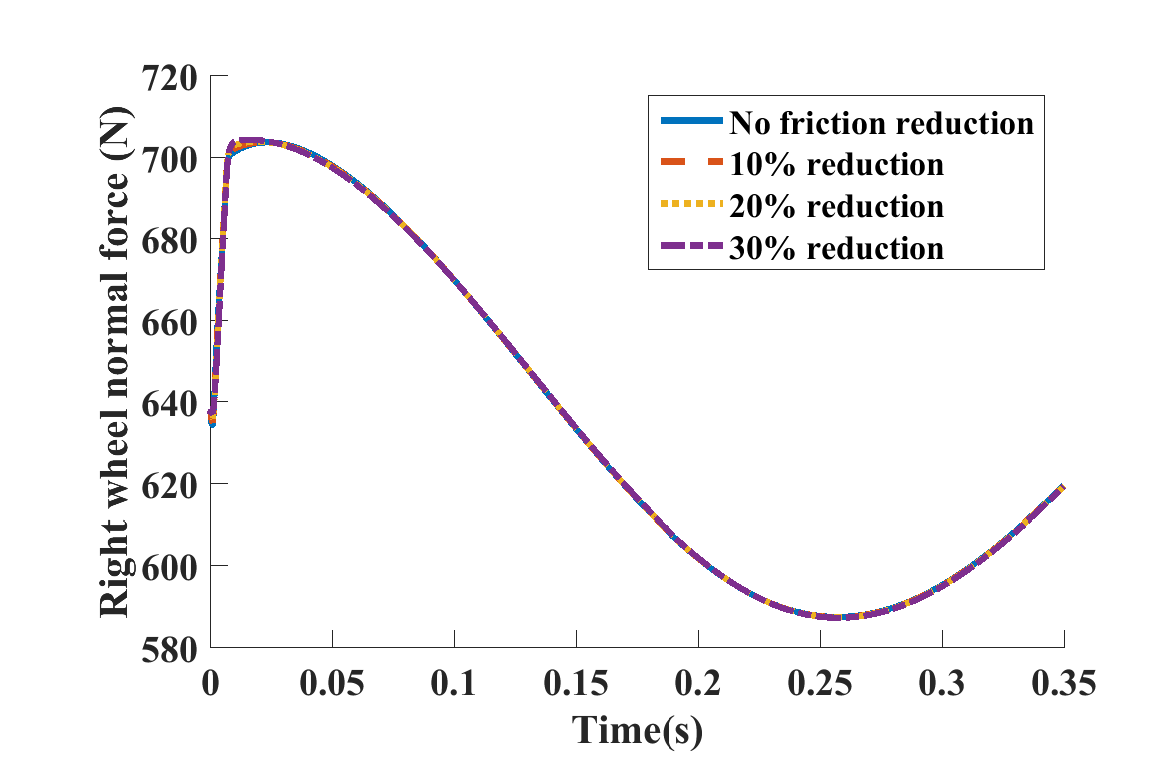 720
700
680
660
640
620
600
580
Right wheel normal force (N)
No friction reduction
10% reduction
20% reduction
30% reduction
0
0.05
0.1
0.15
0.2
0.25
0.3
0.35
Time(s)